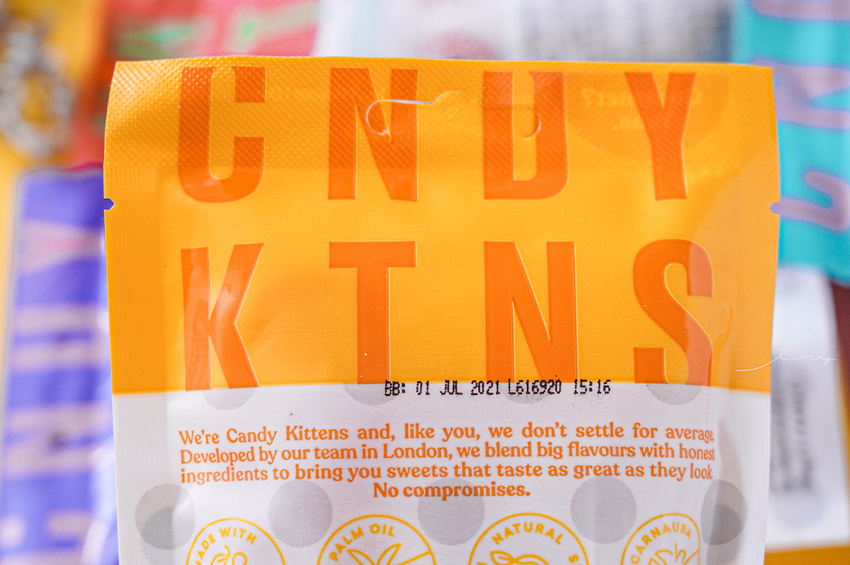 CNDY
KTNS
BB: 01 JUL 2021 L616920 15:16
We're Candy Kittens and, like you, we don't settle for average.
Developed by our team in London, we blend big flavours with honest
ingredients to bring you sweets that taste as great as they look
No compromises.
MADE WITH
PALM OIL
NATURAL S
CARNAUBA